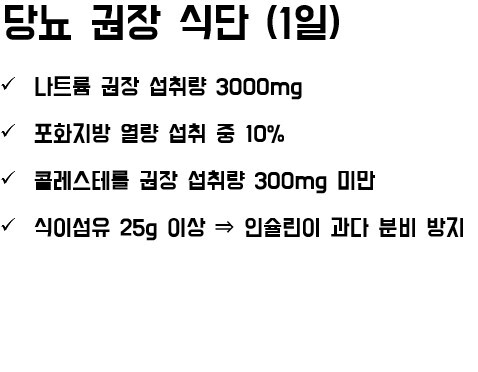 당뇨 권장 식단 (1일)
✓ 나트륨 권장 섭취량 3000mg
✓ 포화지방 열량 섭취 중 10%
✓ 콜레스테롤 권장 섭취량 300mg 미만
✓ 식이섬유 25g 이상 ⇒ 인슐린이 과다 분비 방지